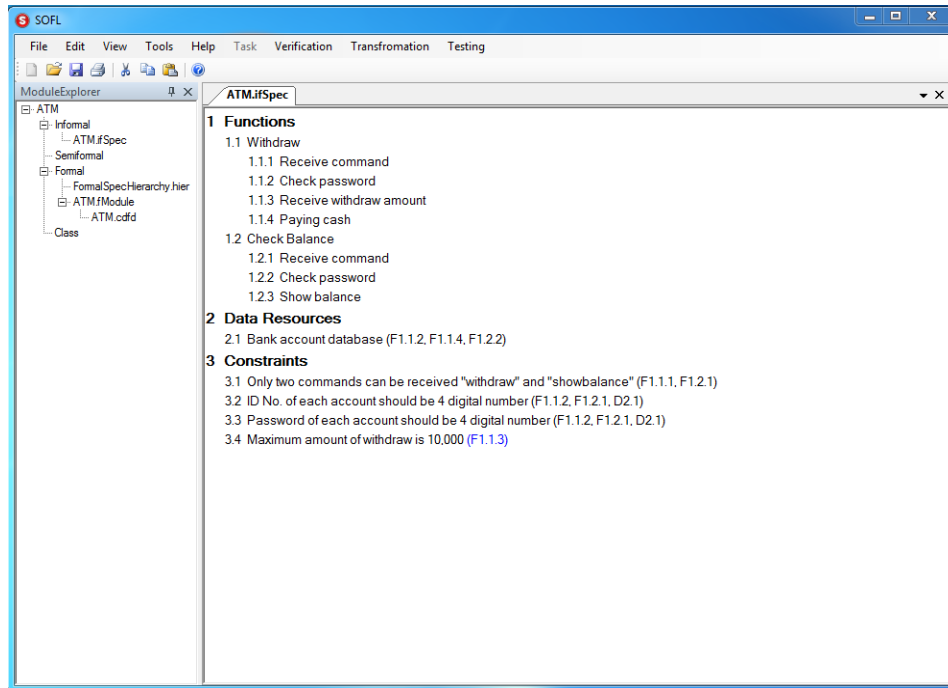 SOFL
File Edit View Tools Help Task Verification Transfromation Testing
ModuleExplorer
ATM
Informal
ATM.ifSpec
Semiformal
Formal
FormalSpecHierarchy.hier
ATM.fModule
ATM.cdfd
Class
ATM.ifSpec
1 Functions
1.1 Withdraw
1.1.1 Receive command
1.1.2 Check password
1.1.3 Receive withdraw amount
1.1.4 Paying cash
1.2 Check Balance
1.2.1 Receive command
1.2.2 Check password
1.2.3 Show balance
2 Data Resources
2.1 Bank account database (F1.1.2, F1.1.4, F1.2.2)
3 Constraints
3.1 Only two commands can be received "withdraw" and "showbalance" (F1.1.1, F1.2.1)
3.2 ID No. of each account should be 4 digital number (F1.1.2, F1.2.1, D2.1)
3.3 Password of each account should be 4 digital number (F1.1.2, F1.2.1, D2.1)
3.4 Maximum amount of withdraw is 10,000 (F1.1.3)